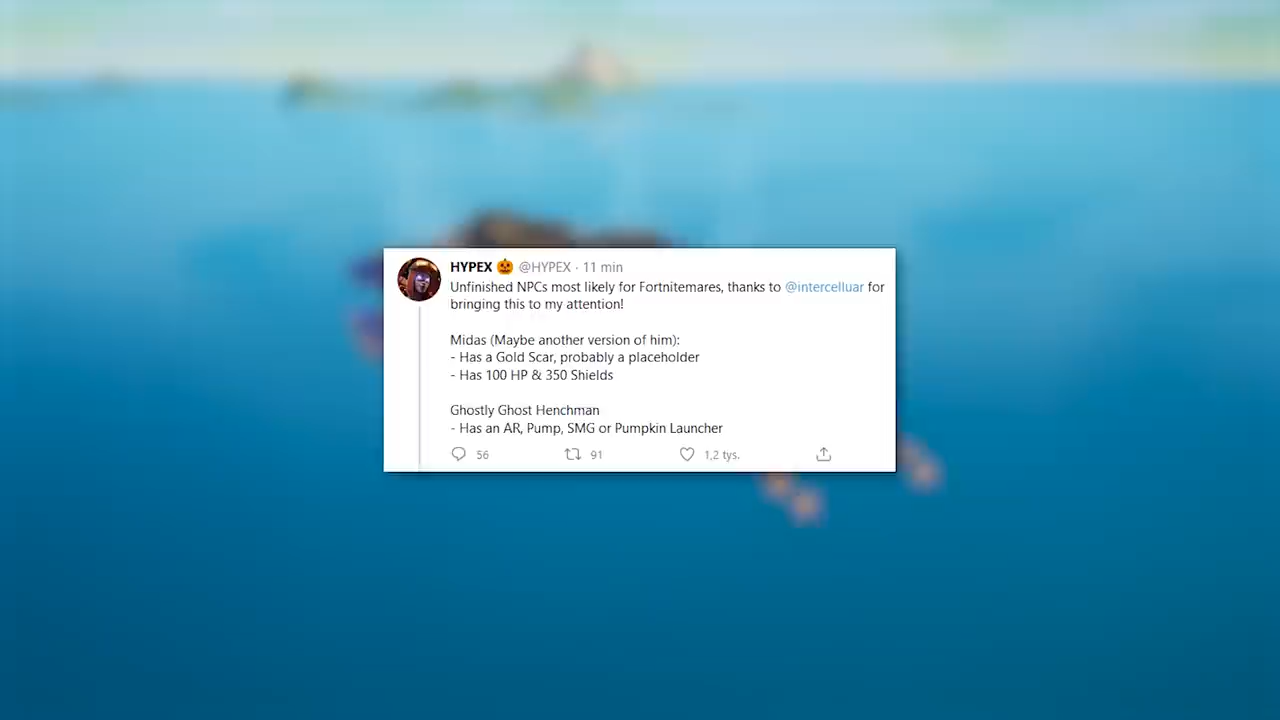 HYPEX 🎃 @HYPEX · 11 min
Unfinished NPCs most likely for Fortnitemares, thanks to @intercelluar for
bringing this to my attention!
Midas (Maybe another version of him):
- Has a Gold Scar, probably a placeholder
- Has 100 HP & 350 Shields
Ghostly Ghost Henchman
- Has an AR, Pump, SMG or Pumpkin Launcher
56 91 1,2 tys.